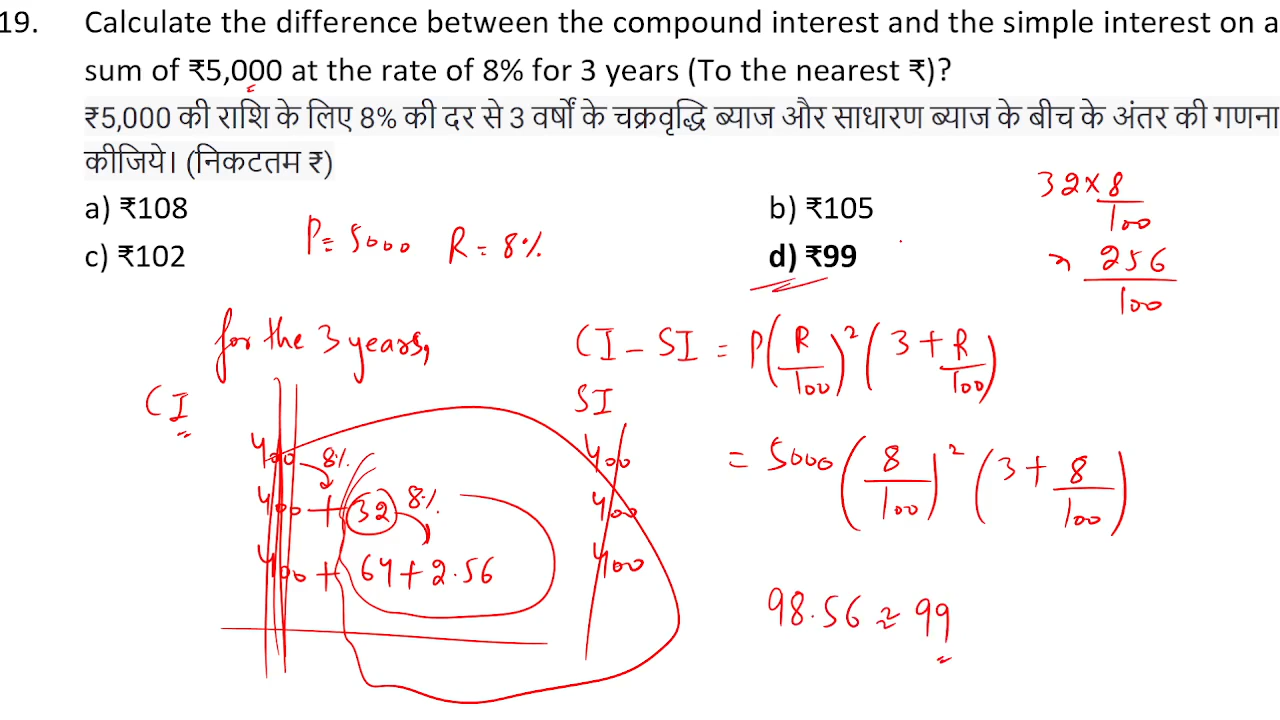 19. Calculate the difference between the compound interest and the simple interest on a
sum of ₹5,000 at the rate of 8% for 3 years (To the nearest ₹)?
₹5,000 की राशि के लिए 8% की दर से 3 वर्षों के चक्रवृद्धि ब्याज और साधारण ब्याज के बीच के अंतर की गणना
कीजिये। (निकटतम ₹)
a) ₹108 b) ₹105
c) ₹102 d) ₹99
P = 5000 R = 8%
32 × 8/100
256/100
for the 3 years,
CI - SI = P(R/100)²(3 + R/100)
CI SI
400 8% 400
400 + 32 8% 400
400 + 64 + 2.56 400
= 5000 (8/100)² (3 + 8/100)
98.56 ≈ 99